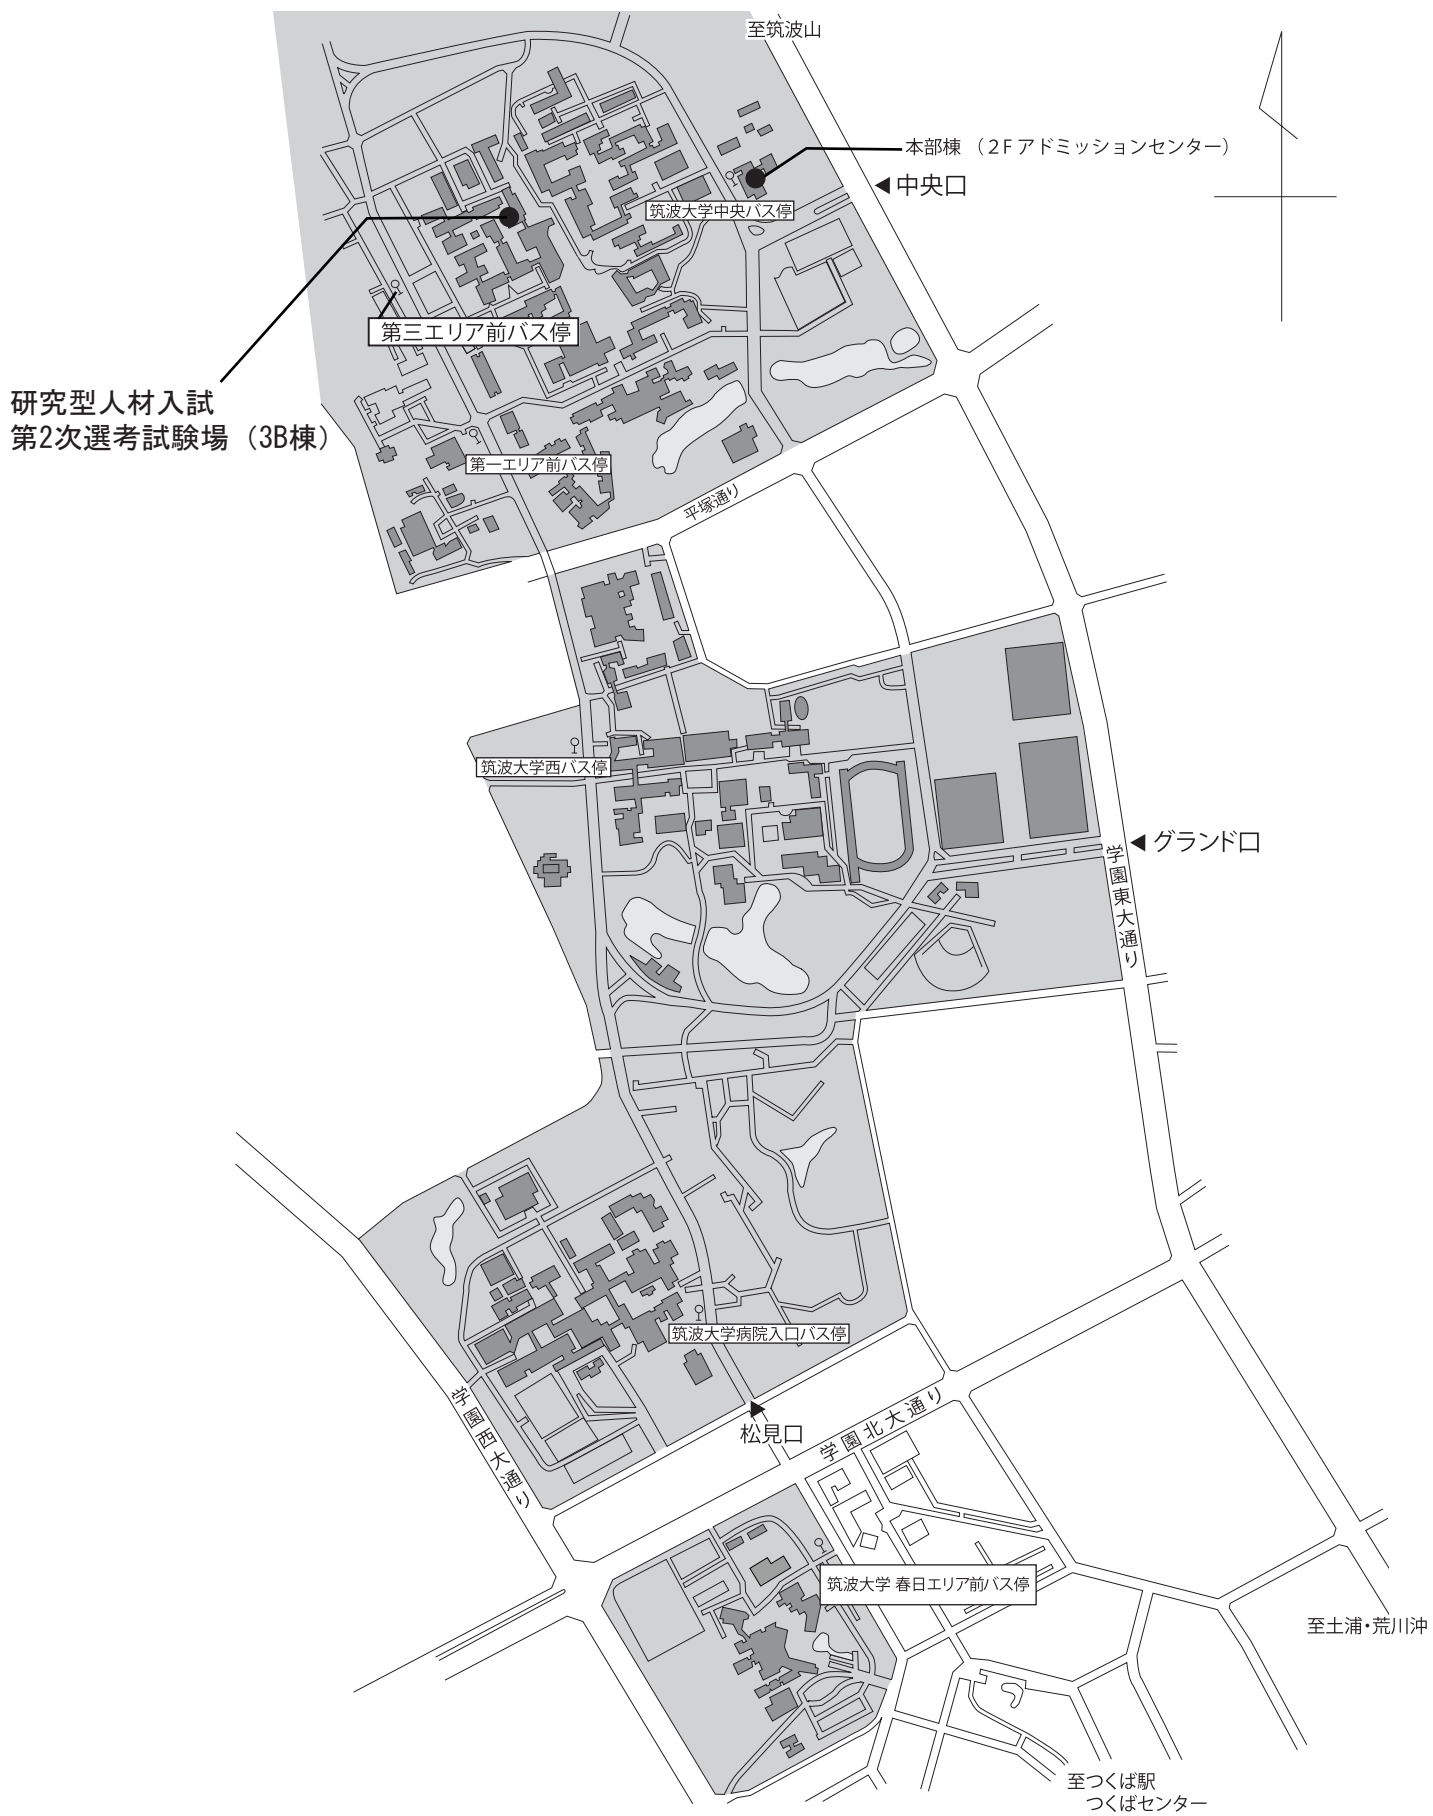 至筑波山
本部棟（２Ｆアドミッションセンター）
◀中央口
筑波大学中央バス停
第三エリア前バス停
研究型人材入試
第2次選考試験場（3B棟）
第一エリア前バス停
平塚通り
筑波大学西バス停
◀グランド口
学園東大通り
筑波大学病院入口バス停
松見口
学園北大通り
学園西大通り
筑波大学 春日エリア前バス停
至土浦・荒川沖
至つくば駅
つくばセンター